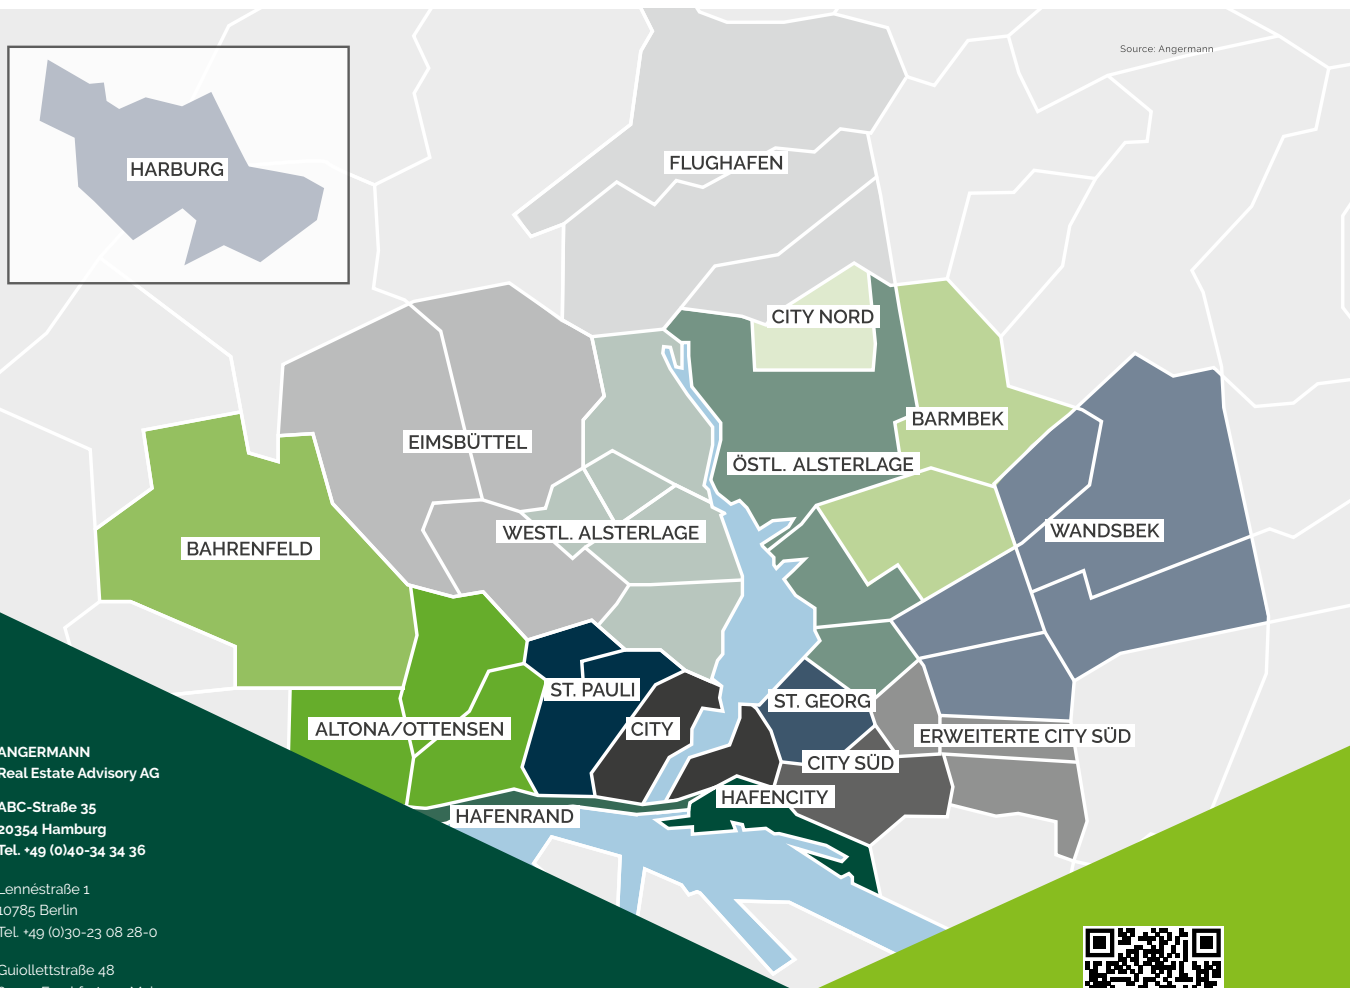 Source: Angermann
HARBURG
FLUGHAFEN
CITY NORD
BARMBEK
EIMSBÜTTEL
ÖSTL. ALSTERLAGE
WESTL. ALSTERLAGE
WANDSBEK
BAHRENFELD
ST. PAULI
ST. GEORG
ALTONA/OTTENSEN
CITY
ERWEITERTE CITY SÜD
CITY SÜD
HAFENCITY
HAFENRAND
ANGERMANN
Real Estate Advisory AG
ABC-Straße 35
20354 Hamburg
Tel. +49 (0)40-34 34 36
Lennéstraße 1
10785 Berlin
Tel. +49 (0)30-23 08 28-0
Guiollettstraße 48